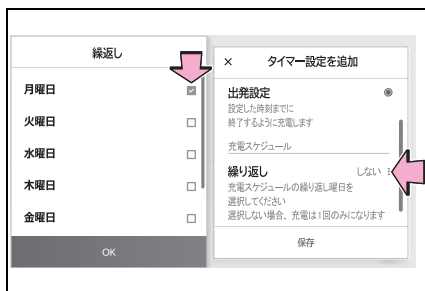 繰返し
月曜日
火曜日
水曜日
木曜日
金曜日
OK
× タイマー設定を追加
出発設定
設定した時刻までに
終了するように充電します
充電スケジュール
繰り返し しない
充電スケジュールの繰り返し曜日を
選択してください
選択しない場合、充電は1回のみになります
保存